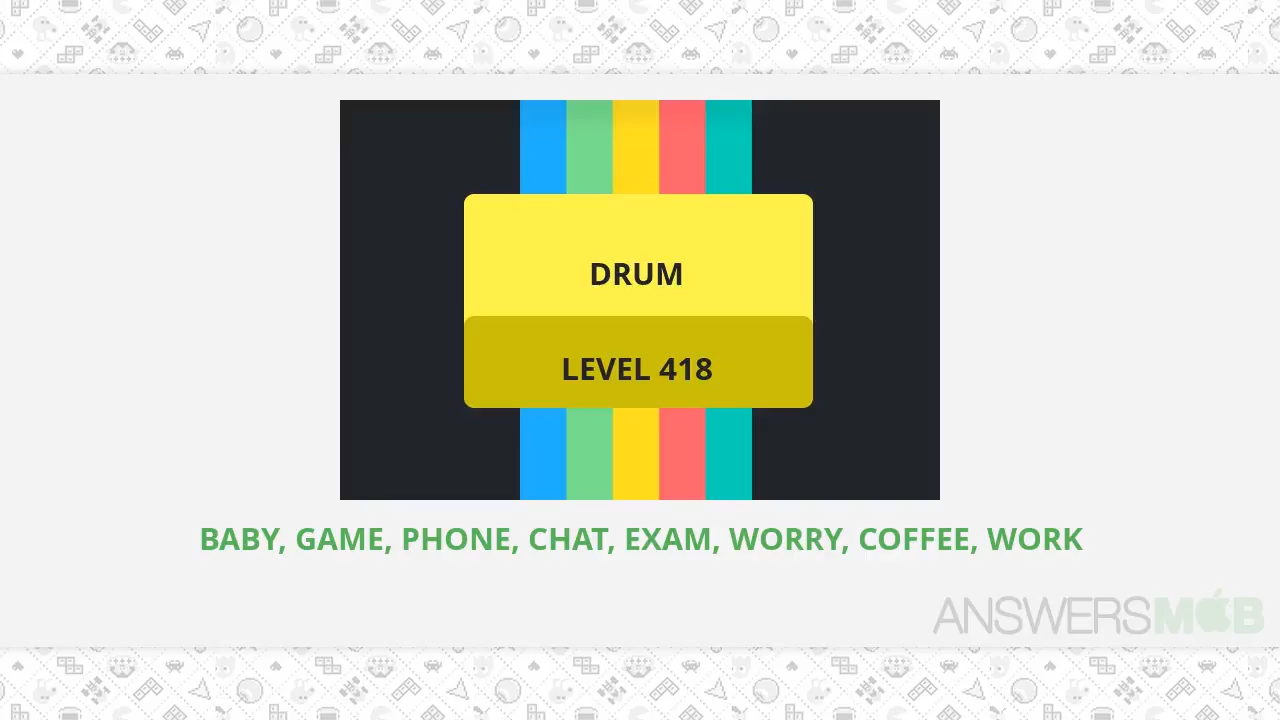 DRUM
LEVEL 418
BABY, GAME, PHONE, CHAT, EXAM, WORRY, COFFEE, WORK
ANSWERSMOB